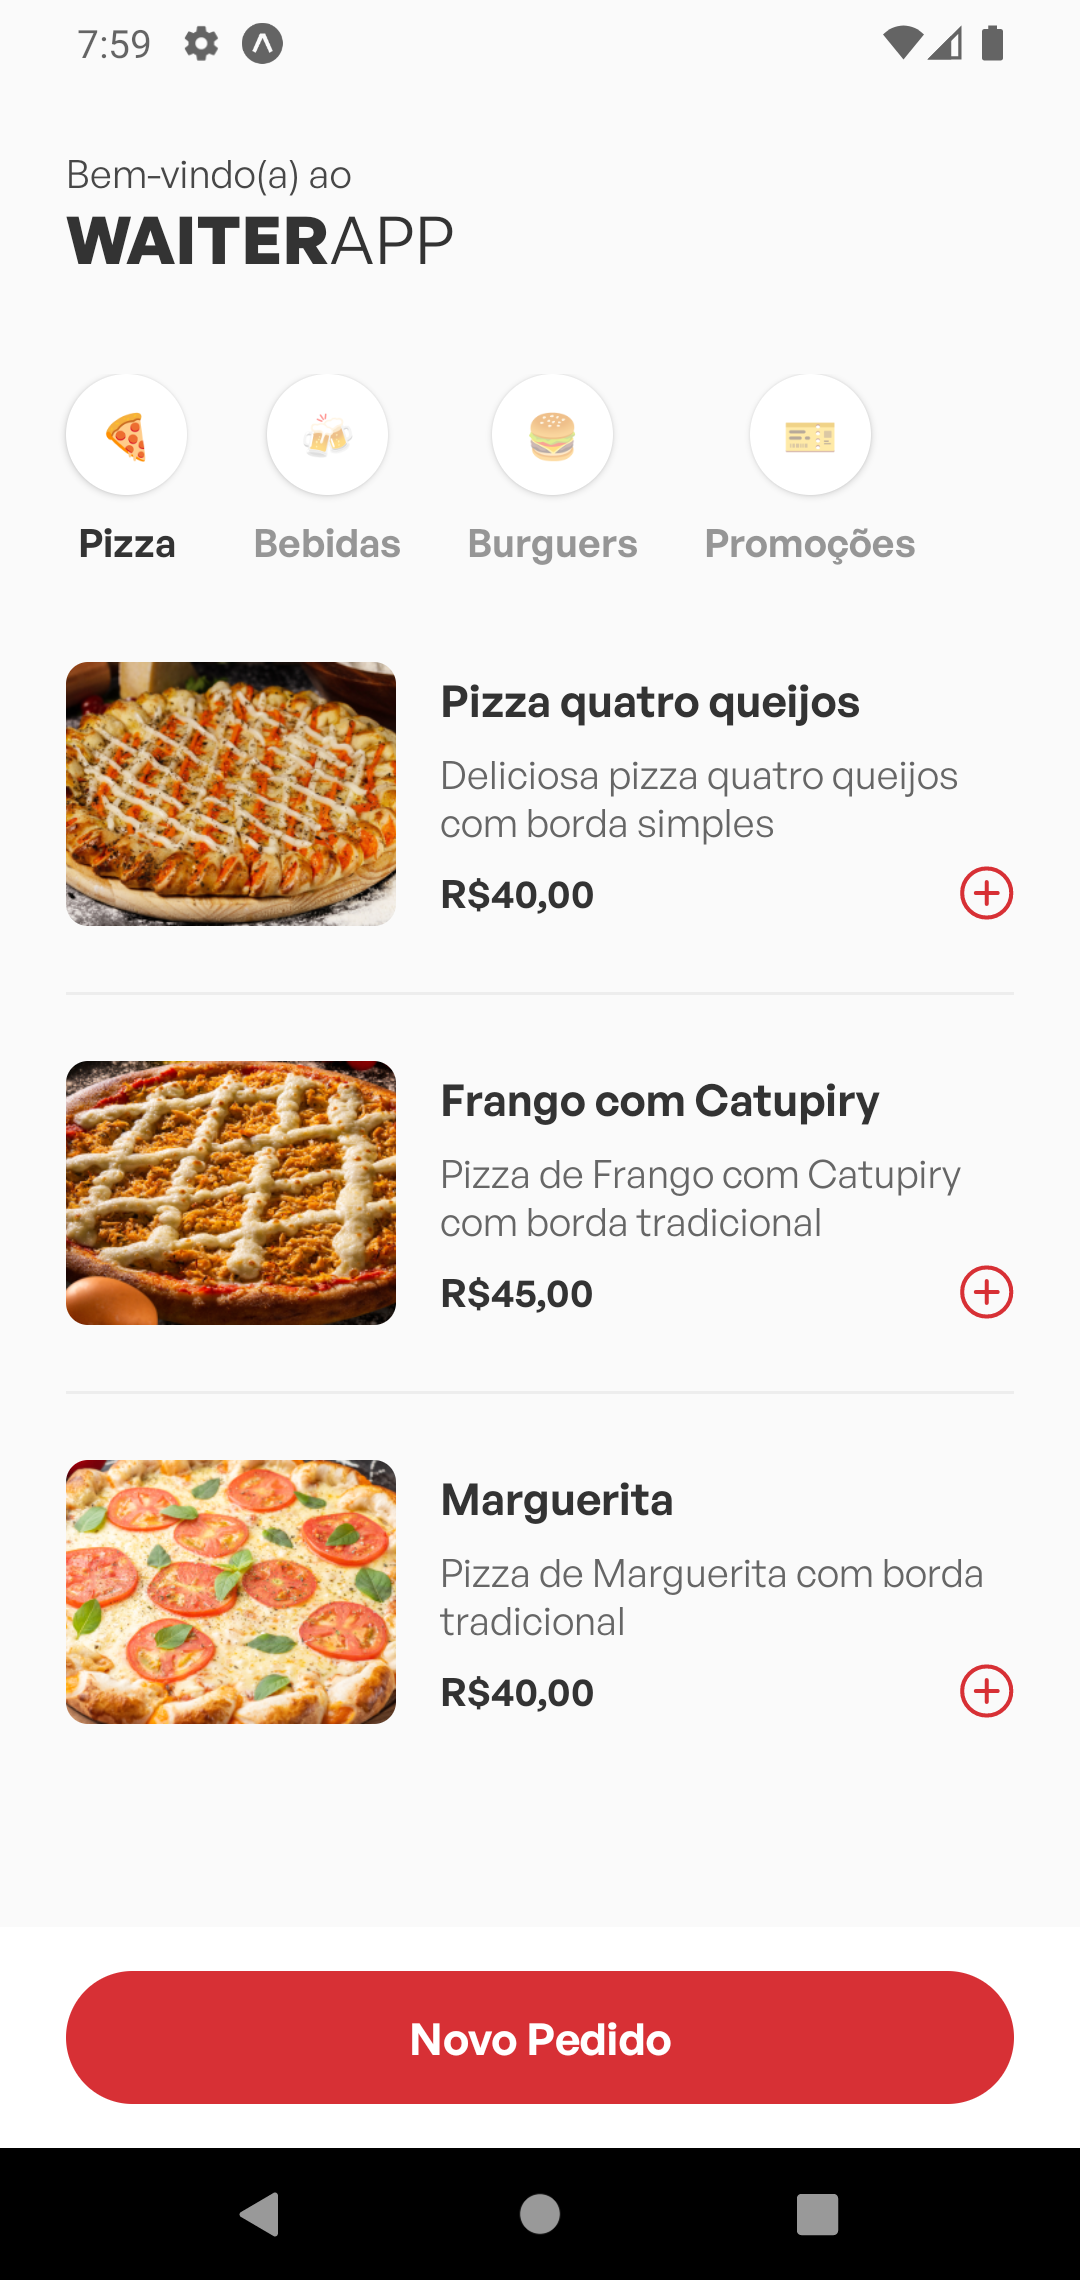 7:59
Bem-vindo(a) ao
WAITERAPP
Pizza
Bebidas
Burguers
Promoções
Pizza quatro queijos
Deliciosa pizza quatro queijos
com borda simples
R$40,00
Frango com Catupiry
Pizza de Frango com Catupiry
com borda tradicional
R$45,00
Marguerita
Pizza de Marguerita com borda
tradicional
R$40,00
Novo Pedido